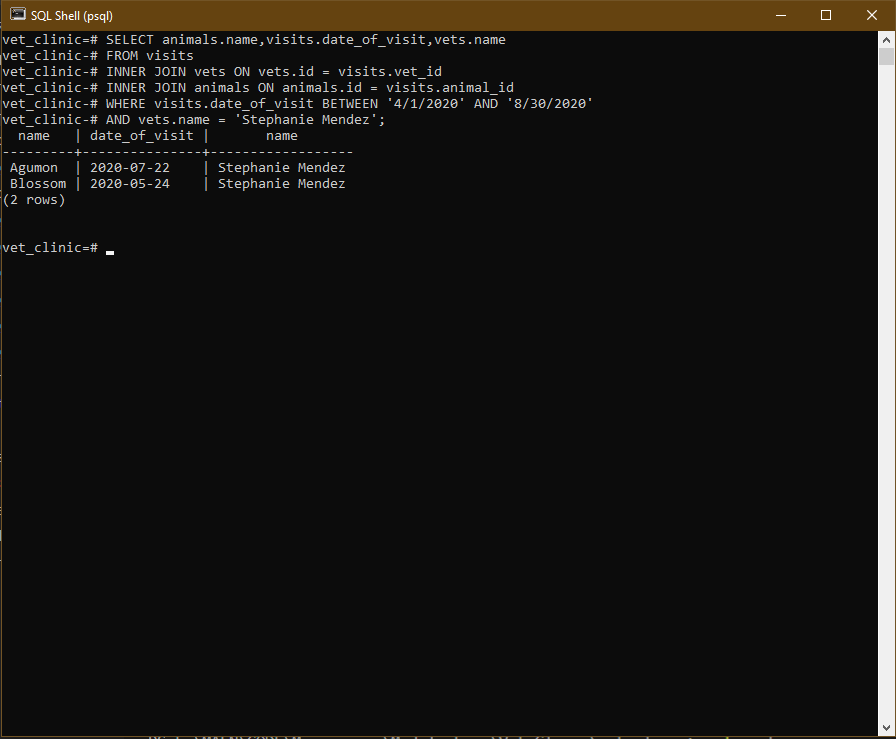 SQL Shell (psql)
vet_clinic=# SELECT animals.name,visits.date_of_visit,vets.name
vet_clinic-# FROM visits
vet_clinic-# INNER JOIN vets ON vets.id = visits.vet_id
vet_clinic-# INNER JOIN animals ON animals.id = visits.animal_id
vet_clinic-# WHERE visits.date_of_visit BETWEEN '4/1/2020' AND '8/30/2020'
vet_clinic-# AND vets.name = 'Stephanie Mendez';
  name   | date_of_visit |       name
---------+---------------+------------------
 Agumon  | 2020-07-22    | Stephanie Mendez
 Blossom | 2020-05-24    | Stephanie Mendez
(2 rows)
vet_clinic=#